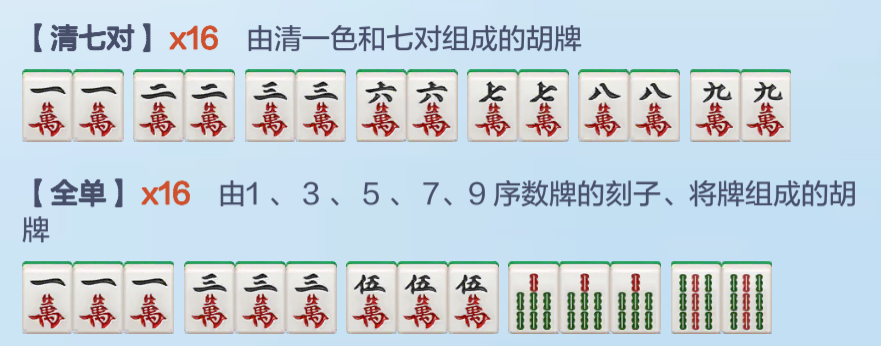 【清七对】x16 由清一色和七对组成的胡牌
一萬 一萬 二萬 二萬 三萬 三萬 六萬 六萬 七萬 七萬 八萬 八萬 九萬 九萬
【全单】x16 由1、3、5、7、9 序数牌的刻子、将牌组成的胡
牌
一萬 一萬 一萬 三萬 三萬 三萬 伍萬 伍萬 伍萬